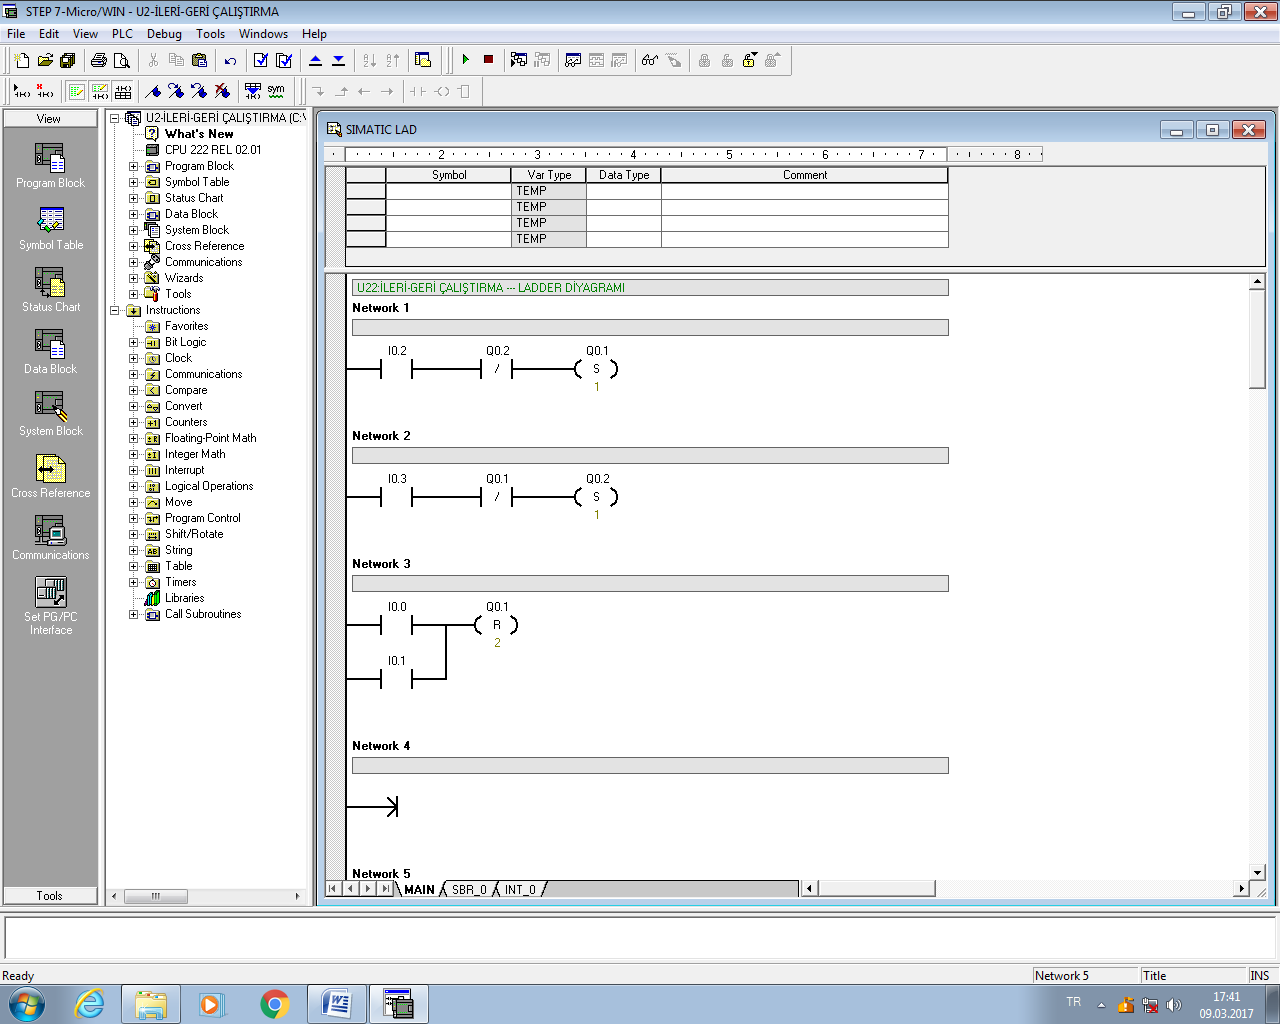 STEP 7-Micro/WIN - U2-İLERİ-GERİ ÇALIŞTIRMA
File Edit View PLC Debug Tools Windows Help
View
Program Block
Symbol Table
Status Chart
Data Block
System Block
Cross Reference
Communications
Set PG/PC
Interface
Tools
U2-İLERİ-GERİ ÇALIŞTIRMA (C:\
What's New
CPU 222 REL 02.01
Program Block
Symbol Table
Status Chart
Data Block
System Block
Cross Reference
Communications
Wizards
Tools
Instructions
Favorites
Bit Logic
Clock
Communications
Compare
Convert
Counters
Floating-Point Math
Integer Math
Interrupt
Logical Operations
Move
Program Control
Shift/Rotate
String
Table
Timers
Libraries
Call Subroutines
SIMATIC LAD
2 3 4 5 6 7 8
Symbol Var Type Data Type Comment
TEMP
TEMP
TEMP
TEMP
U22:İLERİ-GERİ ÇALIŞTIRMA --- LADDER DİYAGRAMI
Network 1
I0.2 Q0.2 Q0.1
/ S
1
Network 2
I0.3 Q0.1 Q0.2
/ S
1
Network 3
I0.0 Q0.1
R
2
I0.1
Network 4
Network 5
MAIN SBR_0 INT_0
Ready Network 5 Title INS
TR 17:41
09.03.2017